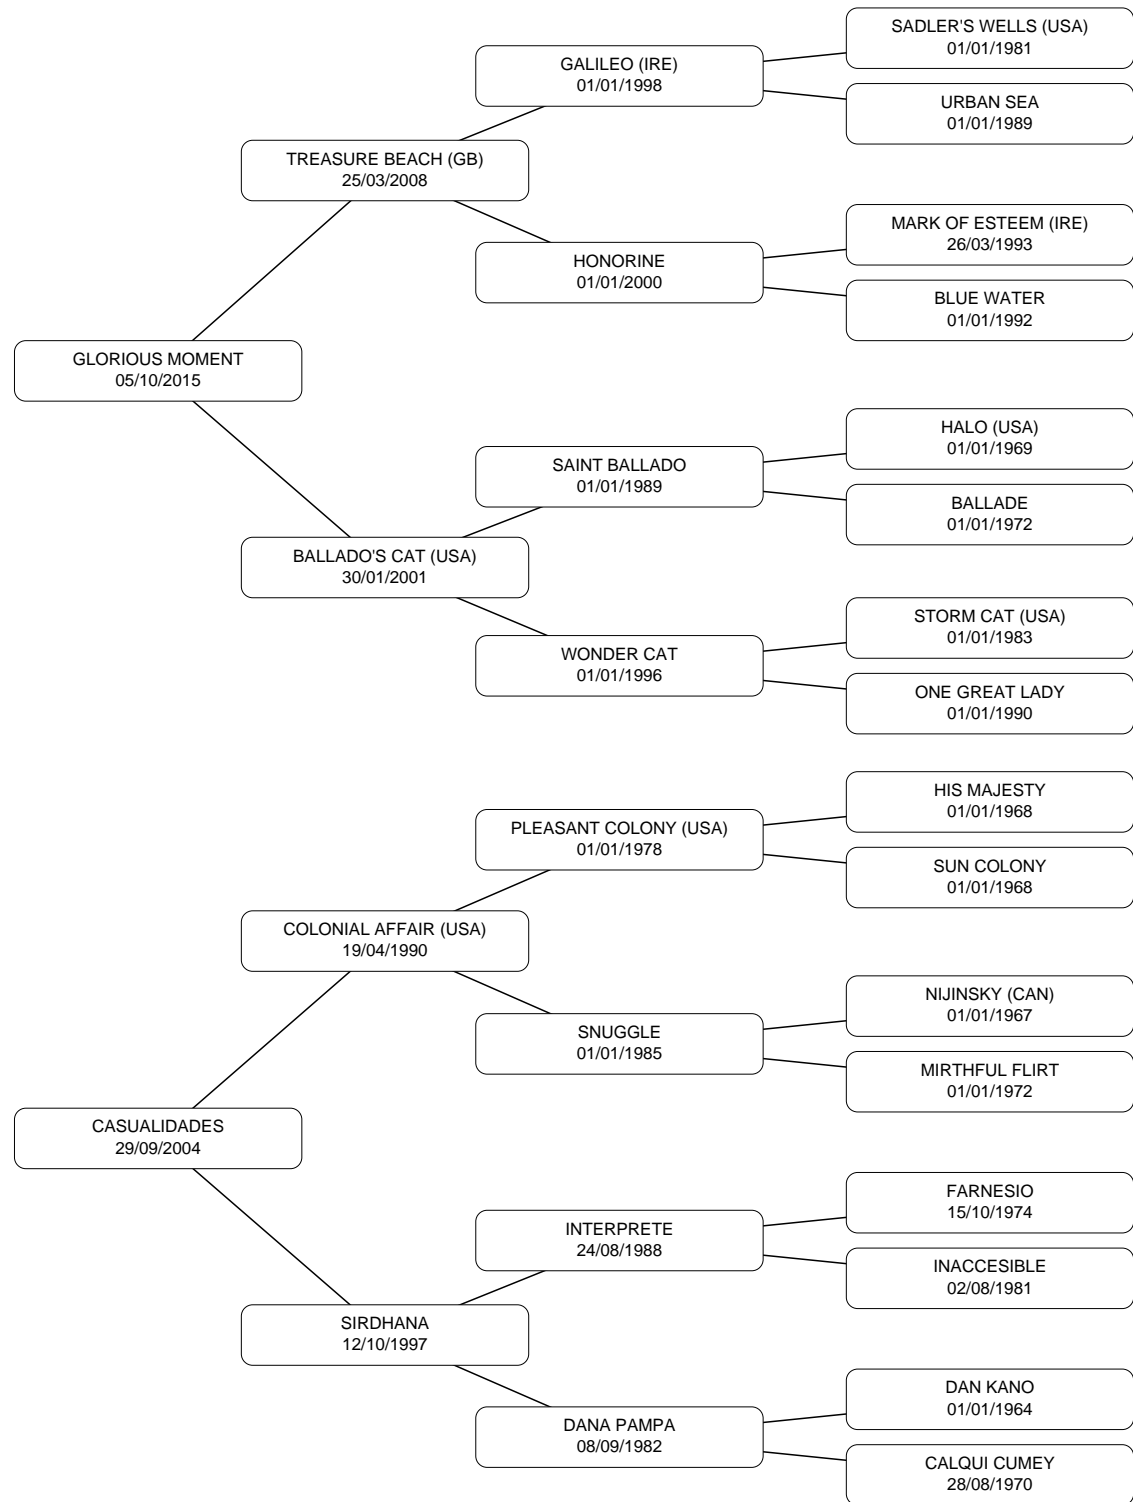 SADLER'S WELLS (USA)
01/01/1981
GALILEO (IRE)
01/01/1998
URBAN SEA
01/01/1989
TREASURE BEACH (GB)
25/03/2008
MARK OF ESTEEM (IRE)
26/03/1993
HONORINE
01/01/2000
BLUE WATER
01/01/1992
GLORIOUS MOMENT
05/10/2015
HALO (USA)
01/01/1969
SAINT BALLADO
01/01/1989
BALLADE
01/01/1972
BALLADO'S CAT (USA)
30/01/2001
STORM CAT (USA)
01/01/1983
WONDER CAT
01/01/1996
ONE GREAT LADY
01/01/1990
HIS MAJESTY
01/01/1968
PLEASANT COLONY (USA)
01/01/1978
SUN COLONY
01/01/1968
COLONIAL AFFAIR (USA)
19/04/1990
NIJINSKY (CAN)
01/01/1967
SNUGGLE
01/01/1985
MIRTHFUL FLIRT
01/01/1972
CASUALIDADES
29/09/2004
FARNESIO
15/10/1974
INTERPRETE
24/08/1988
INACCESIBLE
02/08/1981
SIRDHANA
12/10/1997
DAN KANO
01/01/1964
DANA PAMPA
08/09/1982
CALQUI CUMEY
28/08/1970